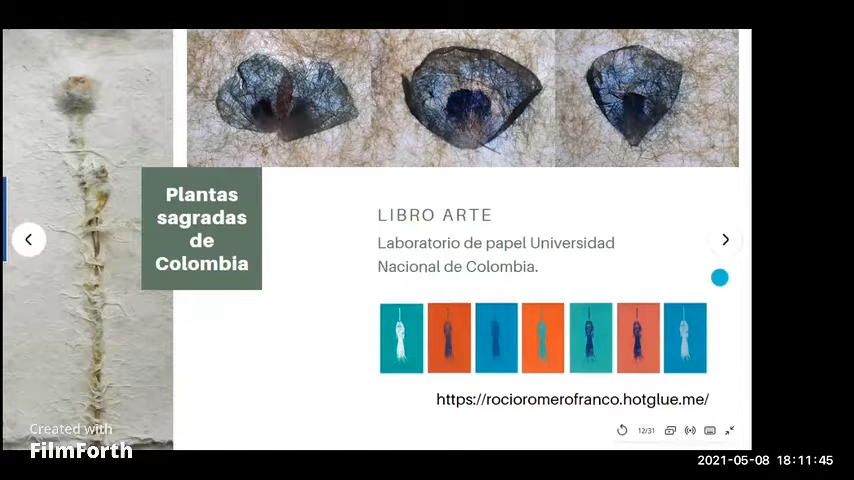 Plantas
sagradas
de
Colombia
LIBRO ARTE
Laboratorio de papel Universidad
Nacional de Colombia.
https://rocioromerofranco.hotglue.me/
12/31
Created with
FilmForth
2021-05-08 18:11:45